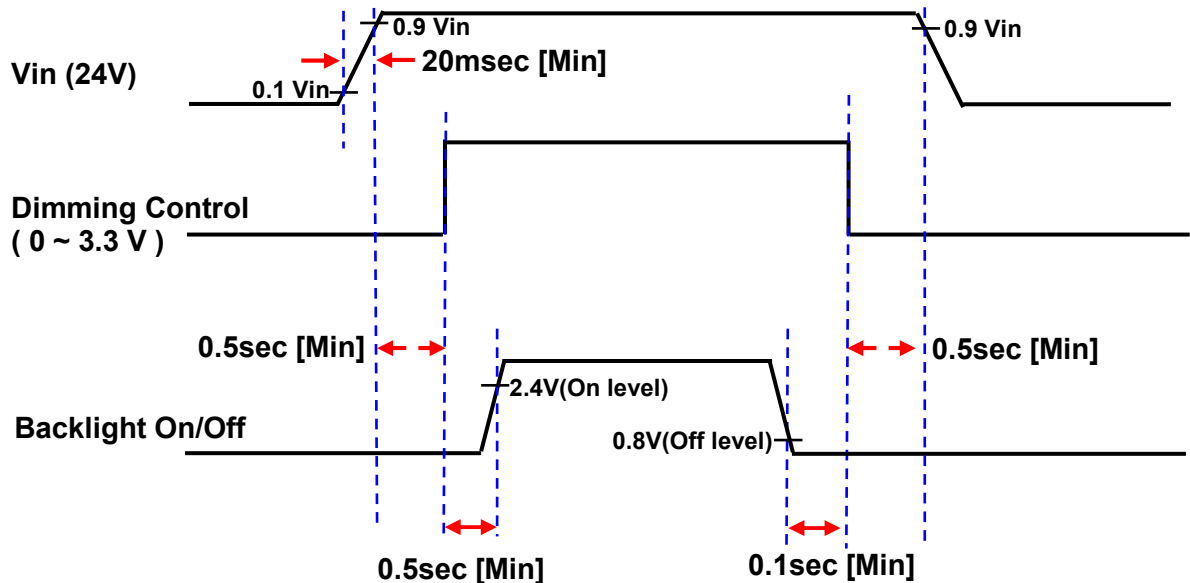 0.9 Vin
0.9 Vin
20msec [Min]
Vin (24V)
0.1 Vin
Dimming Control
( 0 ~ 3.3 V )
0.5sec [Min]
0.5sec [Min]
2.4V(On level)
Backlight On/Off
0.8V(Off level)
0.5sec [Min]
0.1sec [Min]